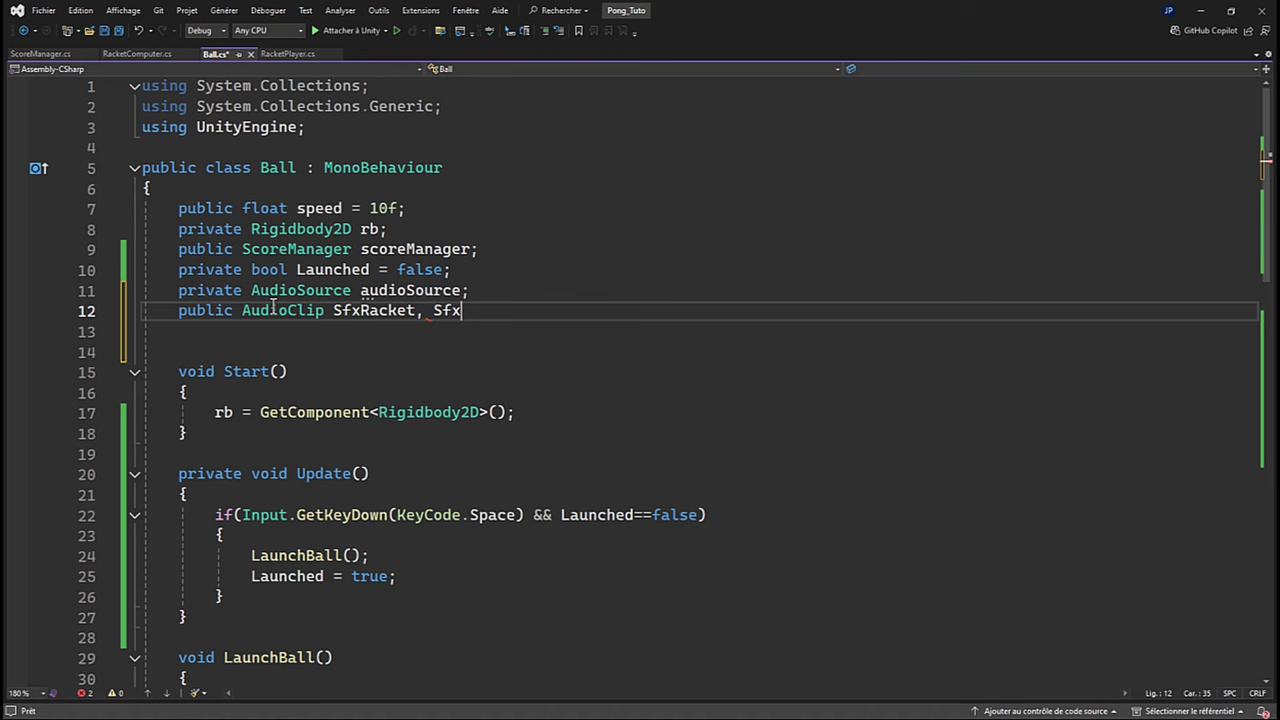 Fichier Edition Affichage Git Projet Générer Déboguer Test Analyser Outils Extensions Fenêtre Aide Rechercher Pong_Tuto JP
Debug Any CPU Attacher à Unity GitHub Copilot
ScoreManager.cs RacketComputer.cs Ball.cs* RacketPlayer.cs
Assembly-CSharp Ball
1 using System.Collections;
2 using System.Collections.Generic;
3 using UnityEngine;
4
5 public class Ball : MonoBehaviour
6 {
7 public float speed = 10f;
8 private Rigidbody2D rb;
9 public ScoreManager scoreManager;
10 private bool Launched = false;
11 private AudioSource audioSource;
12 public AudioClip SfxRacket, Sfx
13
14
15 void Start()
16 {
17 rb = GetComponent<Rigidbody2D>();
18 }
19
20 private void Update()
21 {
22 if(Input.GetKeyDown(KeyCode.Space) && Launched==false)
23 {
24 LaunchBall();
25 Launched = true;
26 }
27 }
28
29 void LaunchBall()
30 {
180 % 2 0 Lig : 12 Car : 35 SPC CRLF
Prêt Ajouter au contrôle de code source Sélectionner le référentiel